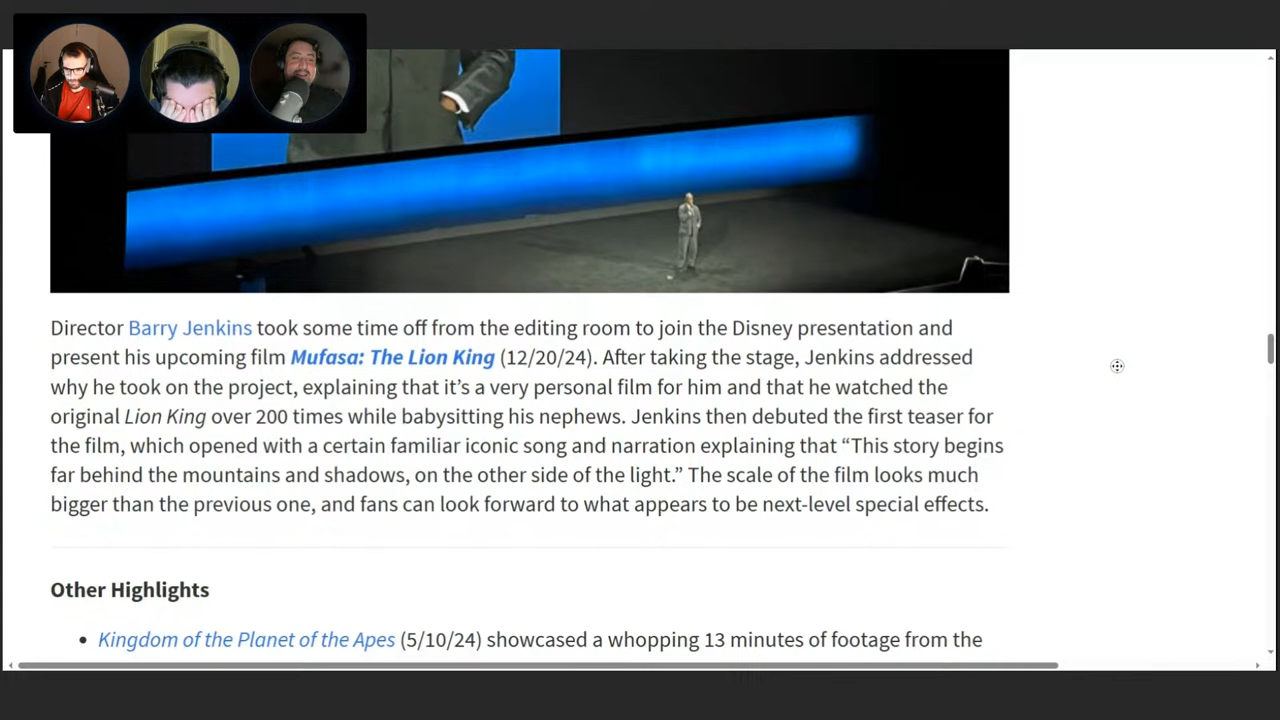 Director Barry Jenkins took some time off from the editing room to join the Disney presentation and
present his upcoming film Mufasa: The Lion King (12/20/24). After taking the stage, Jenkins addressed
why he took on the project, explaining that it’s a very personal film for him and that he watched the
original Lion King over 200 times while babysitting his nephews. Jenkins then debuted the first teaser for
the film, which opened with a certain familiar iconic song and narration explaining that “This story begins
far behind the mountains and shadows, on the other side of the light.” The scale of the film looks much
bigger than the previous one, and fans can look forward to what appears to be next-level special effects.
Other Highlights
• Kingdom of the Planet of the Apes (5/10/24) showcased a whopping 13 minutes of footage from the